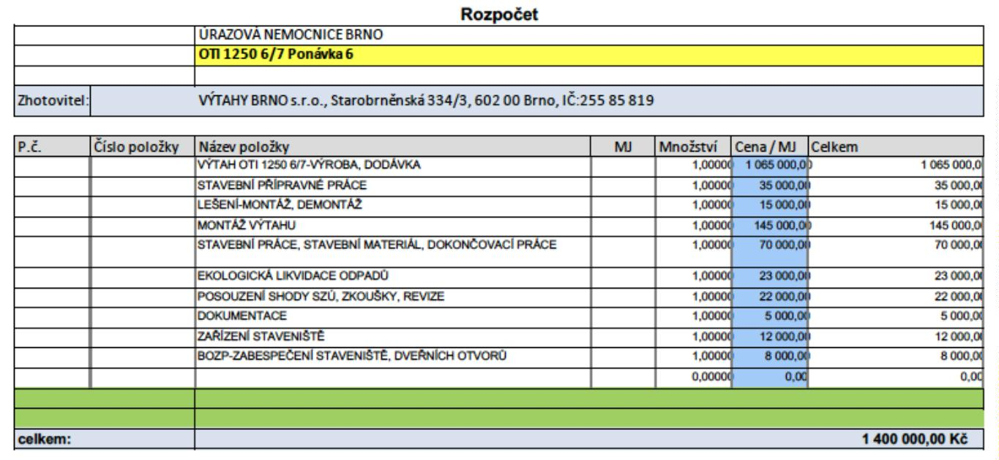 Rozpočet
ÚRAZOVÁ NEMOCNICE BRNO
OTI 1250 6/7 Ponávka 6
Zhotovitel: VÝTAHY BRNO s.r.o., Starobrněnská 334/3, 602 00 Brno, IČ:255 85 819
P.č. Číslo položky Název položky MJ Množství Cena / MJ Celkem
VÝTAH OTI 1250 6/7-VÝROBA, DODÁVKA 1,00000 1 065 000,00 1 065 000,0
STAVEBNÍ PŘÍPRAVNÉ PRÁCE 1,00000 35 000,00 35 000,00
LEŠENÍ-MONTÁŽ, DEMONTÁŽ 1,00000 15 000,00 15 000,00
MONTÁŽ VÝTAHU 1,00000 145 000,00 145 000,0
STAVEBNÍ PRÁCE, STAVEBNÍ MATERIÁL, DOKONČOVACÍ PRÁCE 1,00000 70 000,00 70 000,00
EKOLOGICKÁ LIKVIDACE ODPADŮ 1,00000 23 000,00 23 000,00
POSOUZENÍ SHODY SZÚ, ZKOUŠKY, REVIZE 1,00000 22 000,00 22 000,00
DOKUMENTACE 1,00000 5 000,00 5 000,00
ZAŘÍZENÍ STAVENIŠTĚ 1,00000 12 000,00 12 000,00
BOZP-ZABESPEČENÍ STAVENIŠTĚ, DVEŘNÍCH OTVORŮ 1,00000 8 000,00 8 000,00
0,00000 0,00 0,00
celkem: 1 400 000,00 Kč